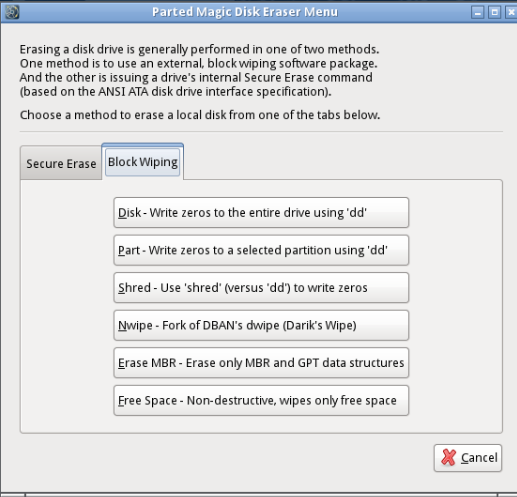 Parted Magic Disk Eraser Menu
Erasing a disk drive is generally performed in one of two methods.
One method is to use an external, block wiping software package.
And the other is issuing a drive's internal Secure Erase command
(based on the ANSI ATA disk drive interface specification).
Choose a method to erase a local disk from one of the tabs below.
Secure Erase
Block Wiping
Disk - Write zeros to the entire drive using 'dd'
Part - Write zeros to a selected partition using 'dd'
Shred - Use 'shred' (versus 'dd') to write zeros
Nwipe - Fork of DBAN's dwipe (Darik's Wipe)
Erase MBR - Erase only MBR and GPT data structures
Free Space - Non-destructive, wipes only free space
Cancel